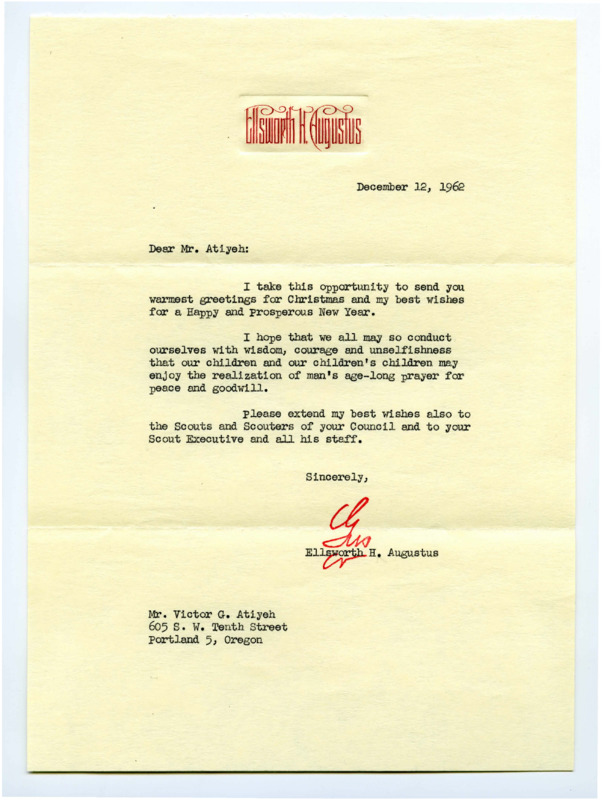 Ellsworth H. Augustus
December 12, 1962
Dear Mr. Atiyeh:
I take this opportunity to send you
warmest greetings for Christmas and my best wishes
for a Happy and Prosperous New Year.
I hope that we all may so conduct
ourselves with wisdom, courage and unselfishness
that our children and our children's children may
enjoy the realization of man's age-long prayer for
peace and goodwill.
Please extend my best wishes also to
the Scouts and Scouters of your Council and to your
Scout Executive and all his staff.
Sincerely,
Gus
Ellsworth H. Augustus
Mr. Victor G. Atiyeh
605 S. W. Tenth Street
Portland 5, Oregon